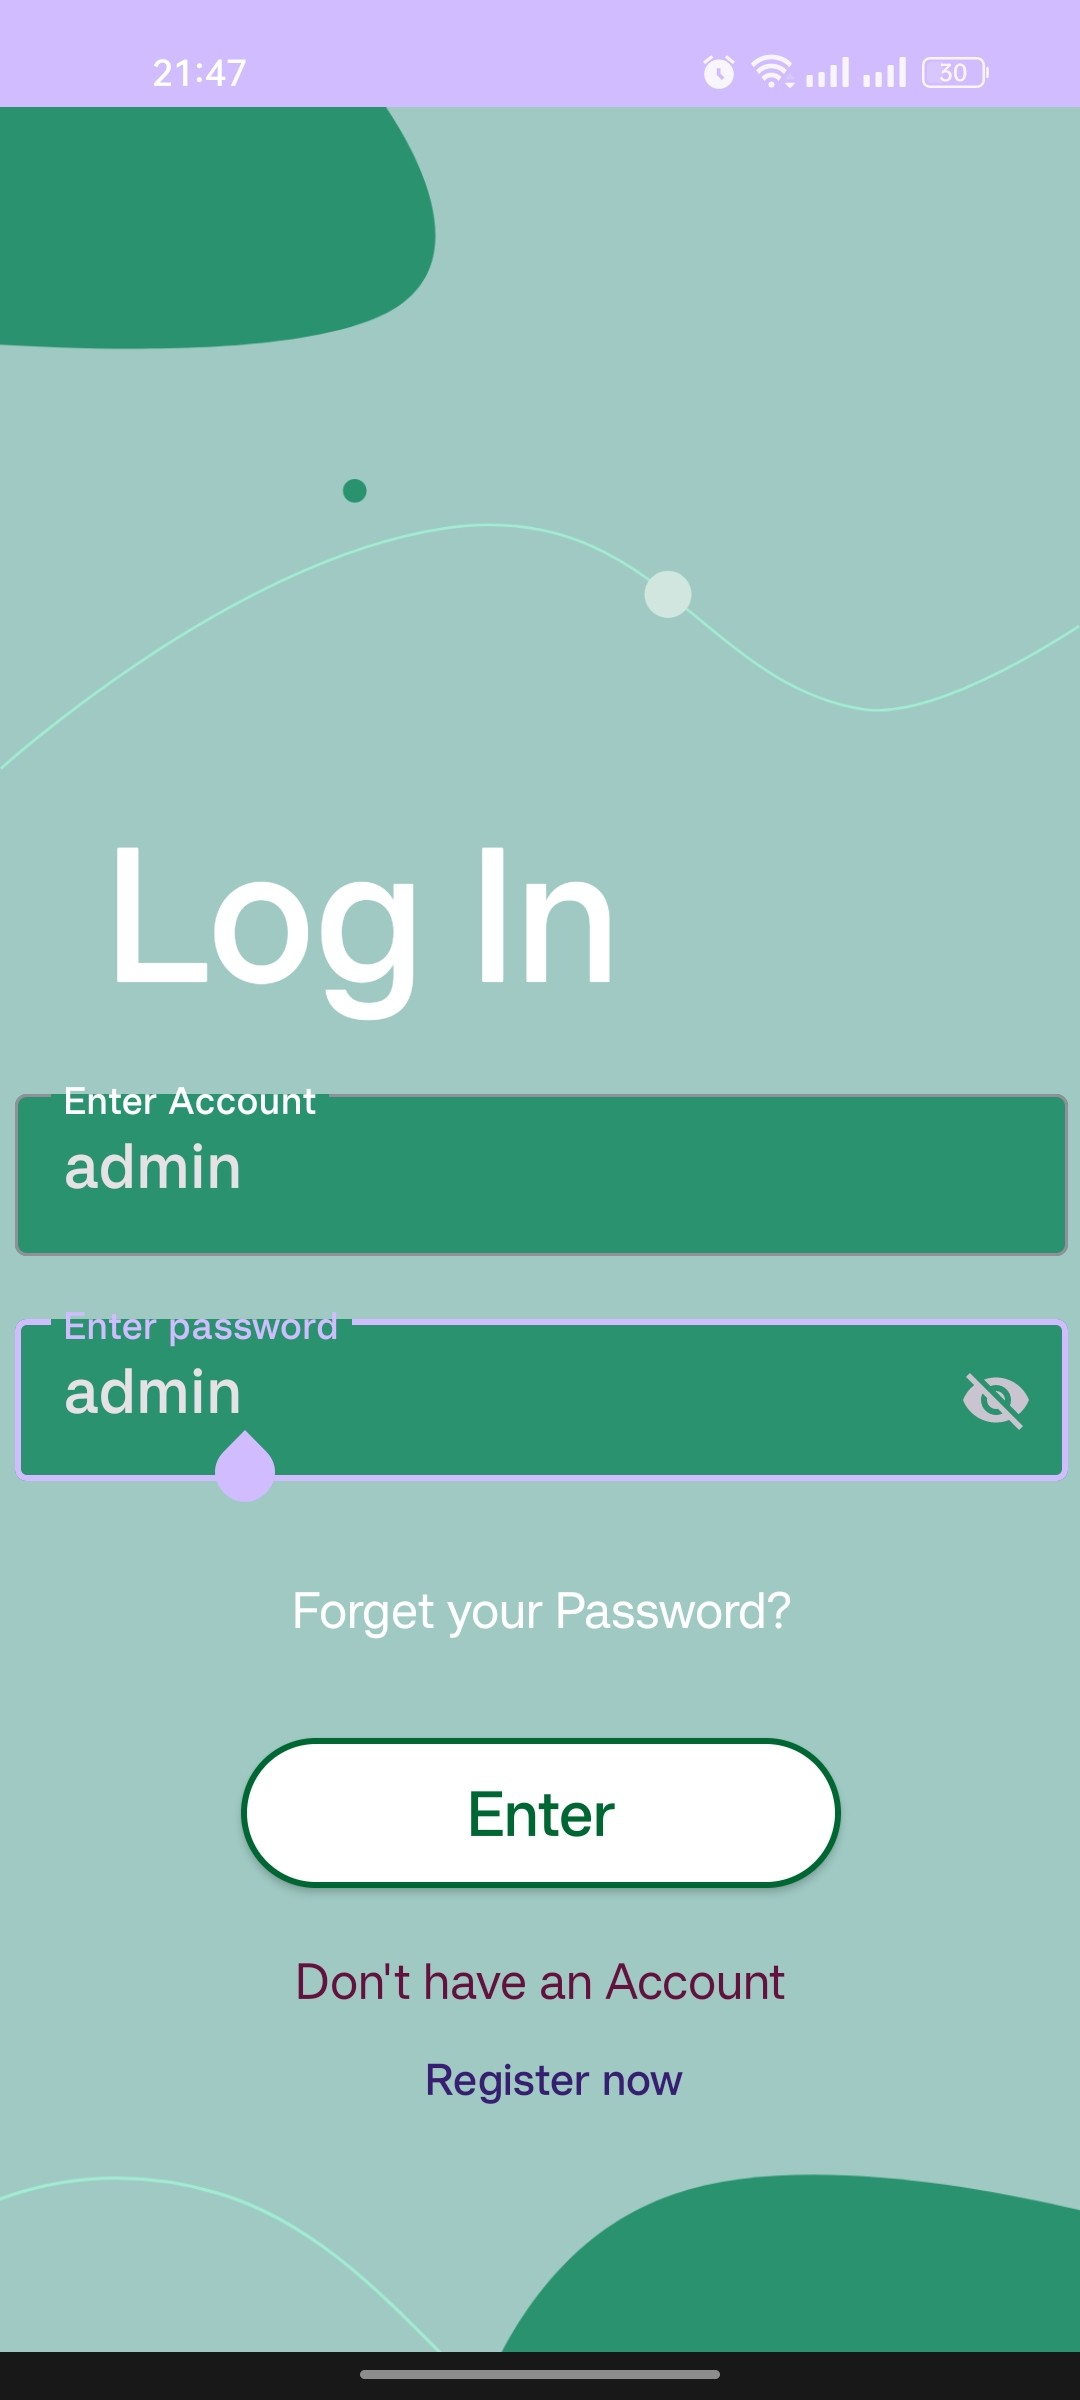 21:47
30
Log In
Enter Account
admin
Enter password
admin
Forget your Password?
Enter
Don't have an Account
Register now